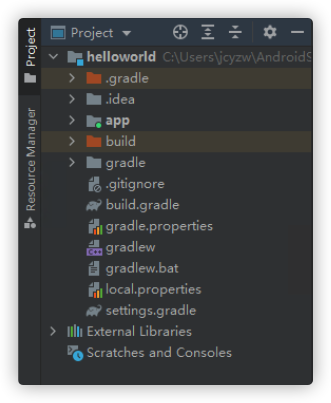 Project
Resource Manager
Project
helloworld C:\Users\jcyzw\AndroidS
.gradle
.idea
app
build
gradle
.gitignore
build.gradle
gradle.properties
gradlew
gradlew.bat
local.properties
settings.gradle
External Libraries
Scratches and Consoles